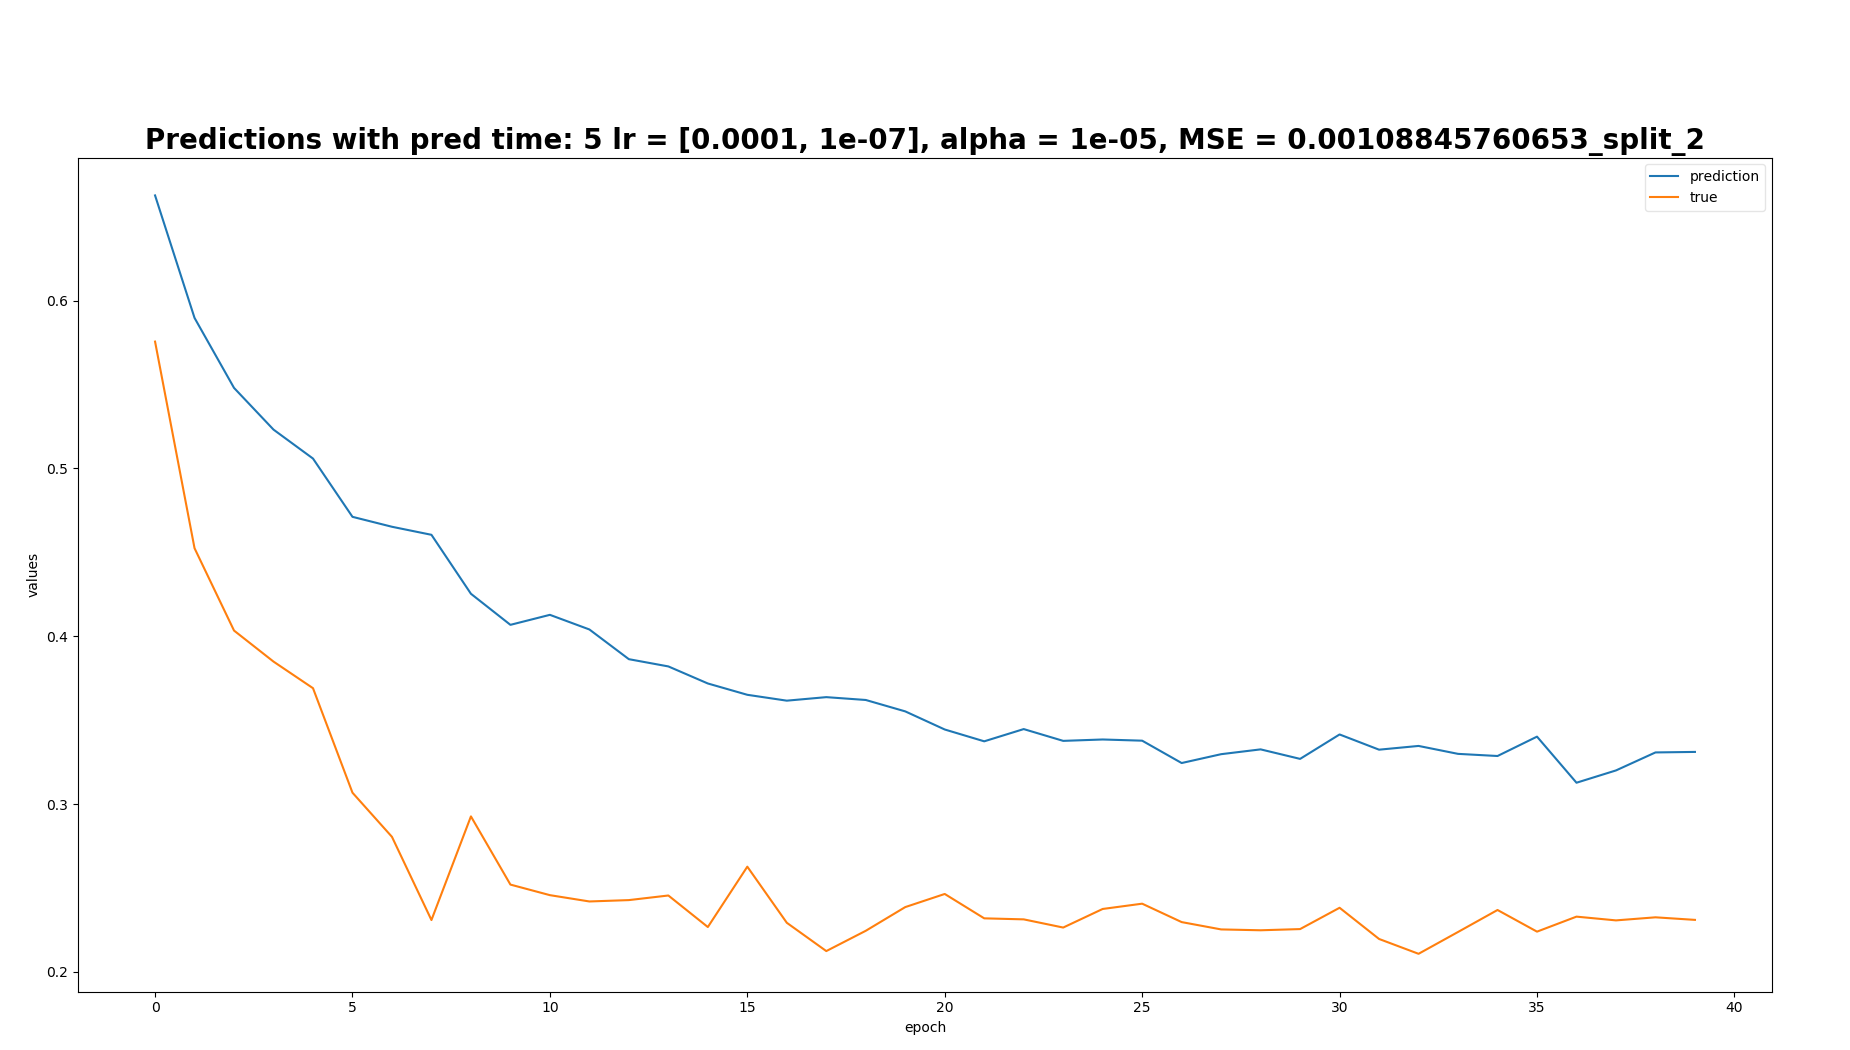 Predictions with pred time: 5 lr = [0.0001, 1e-07], alpha = 1e-05, MSE = 0.00108845760653_split_2
prediction
true
0.6
0.5
0.4
0.3
0.2
values
0 5 10 15 20 25 30 35 40
epoch